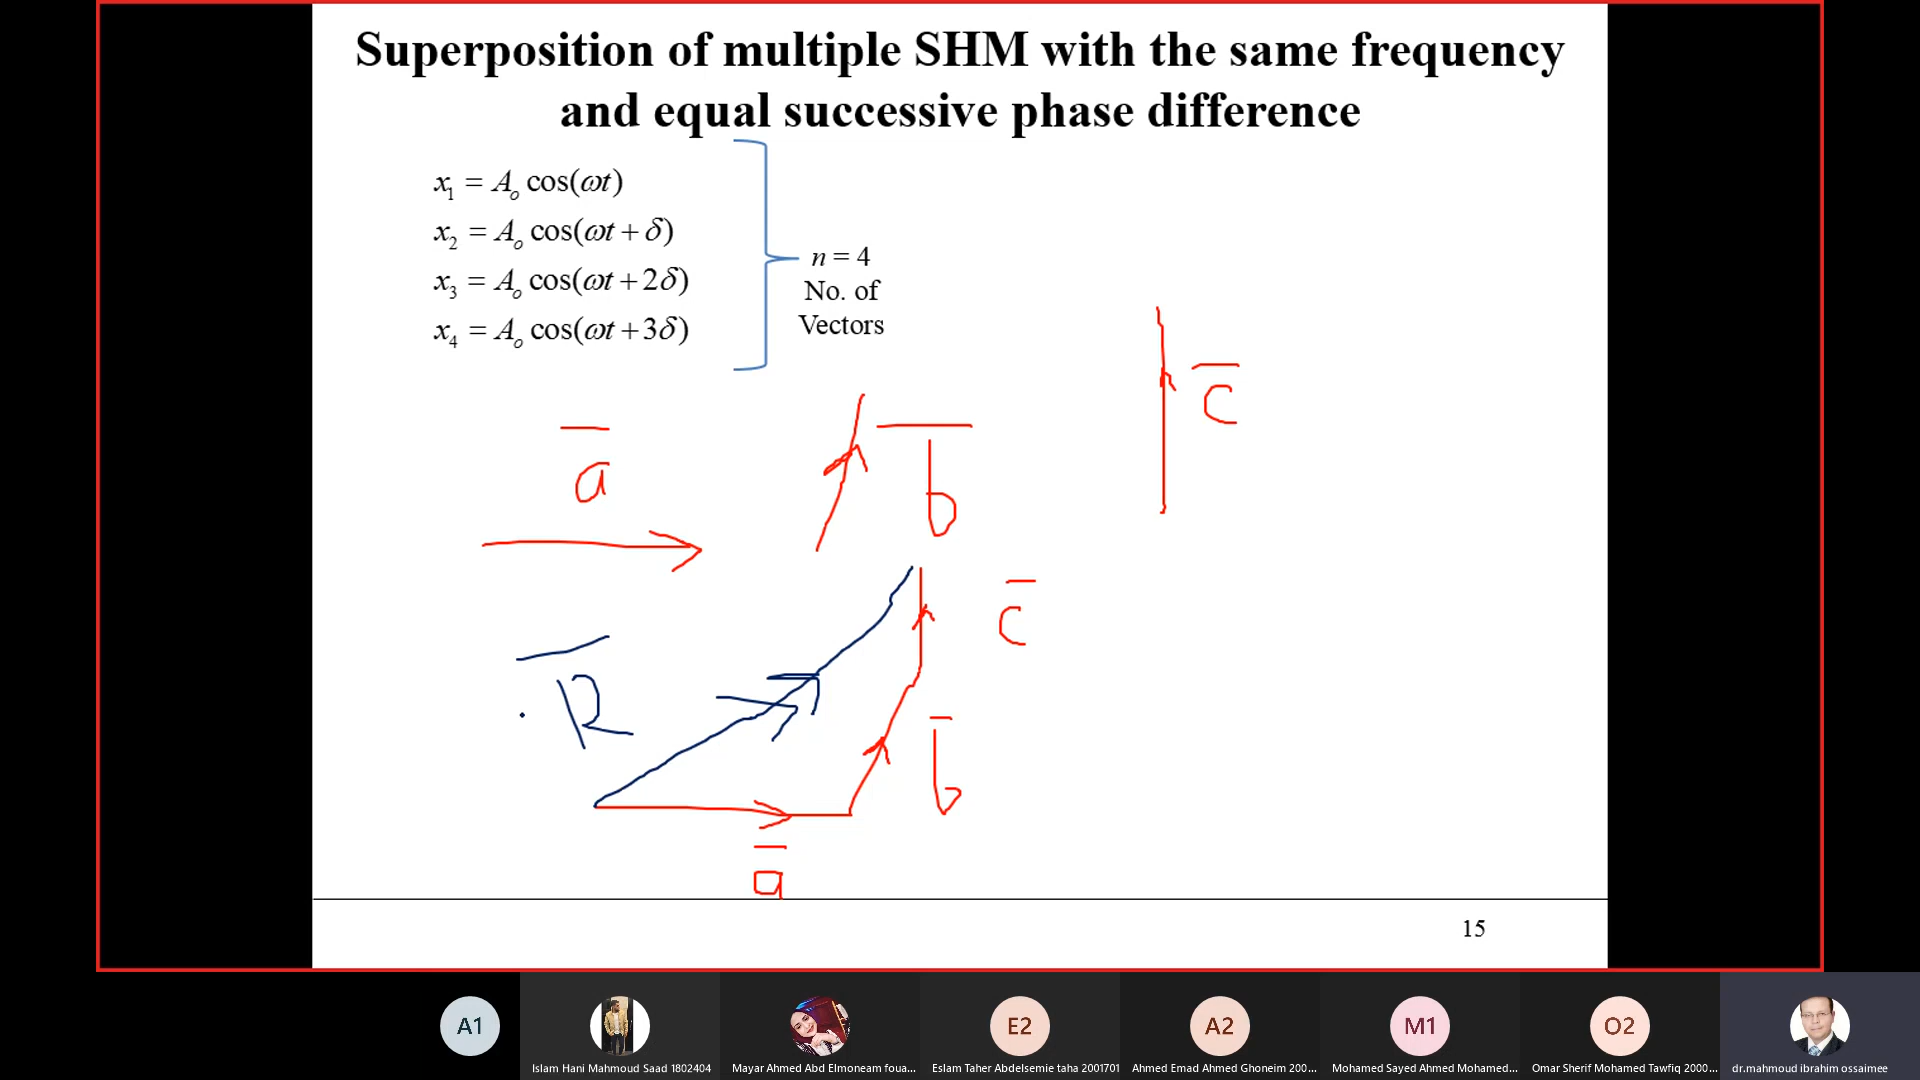 Superposition of multiple SHM with the same frequency
and equal successive phase difference
x₁ = Aₒ cos(ωt)
x₂ = Aₒ cos(ωt + δ)
x₃ = Aₒ cos(ωt + 2δ)
x₄ = Aₒ cos(ωt + 3δ)
n = 4
No. of
Vectors
a̅
b̅
c̅
c̅
R̅
b̅
a̅
15
A1
E2
A2
M1
O2
Islam Hani Mahmoud Saad 1802404
Mayar Ahmed Abd Elmoneam foua...
Eslam Taher Abdelsemie taha 2001701
Ahmed Emad Ahmed Ghoneim 200...
Mohamed Sayed Ahmed Mohamed...
Omar Sherif Mohamed Tawfiq 2000...
dr.mahmoud ibrahim ossaimee